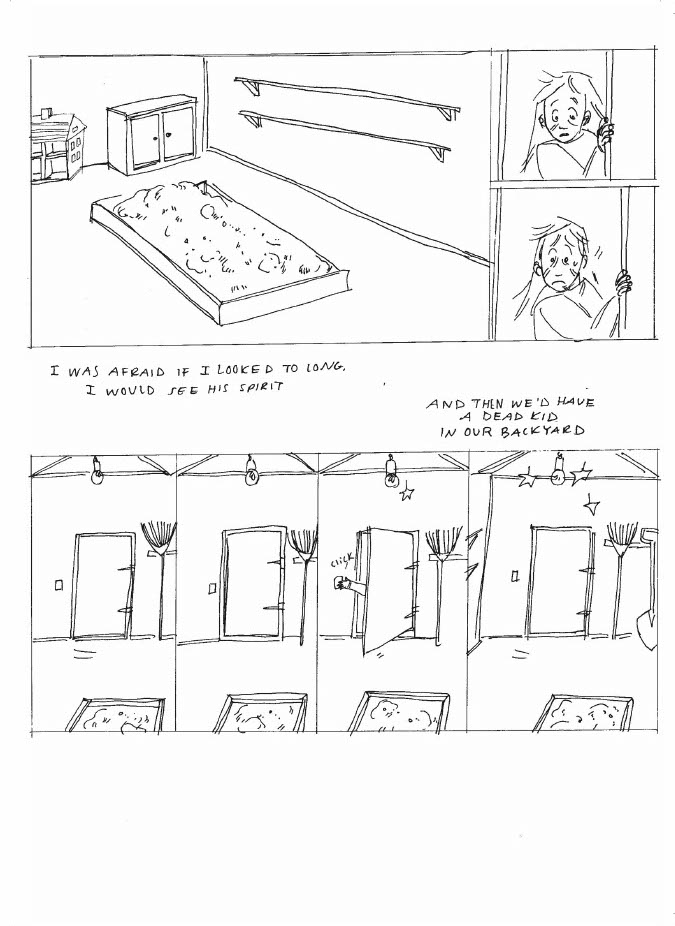 I WAS AFRAID IF I LOOKED TO LONG.
I WOULD SEE HIS SPIRIT
AND THEN WE'D HAVE
A DEAD KID
IN OUR BACKYARD
click